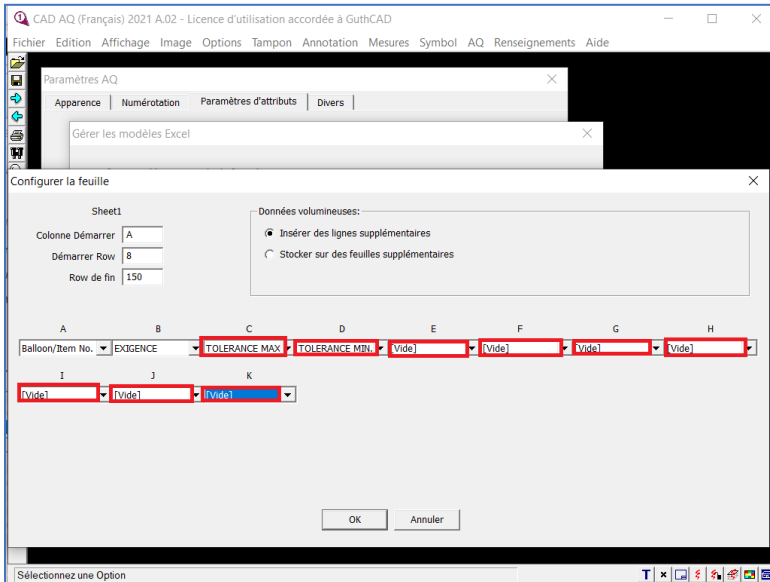 CAD AQ (Français) 2021 A.02 - Licence d'utilisation accordée à GuthCAD
Fichier Edition Affichage Image Options Tampon Annotation Mesures Symbol AQ Renseignements Aide
Paramètres AQ
Apparence Numérotation Paramètres d'attributs Divers
Gérer les modèles Excel
Configurer la feuille
Sheet1
Colonne Démarrer A
Démarrer Row 8
Row de fin 150
Données volumineuses:
Insérer des lignes supplémentaires
Stocker sur des feuilles supplémentaires
A B C D E F G H
Balloon/Item No. EXIGENCE TOLERANCE MAX TOLERANCE MIN. [Vide] [Vide] [Vide] [Vide]
I J K
[Vide] [Vide] [Vide]
OK Annuler
Sélectionnez une Option